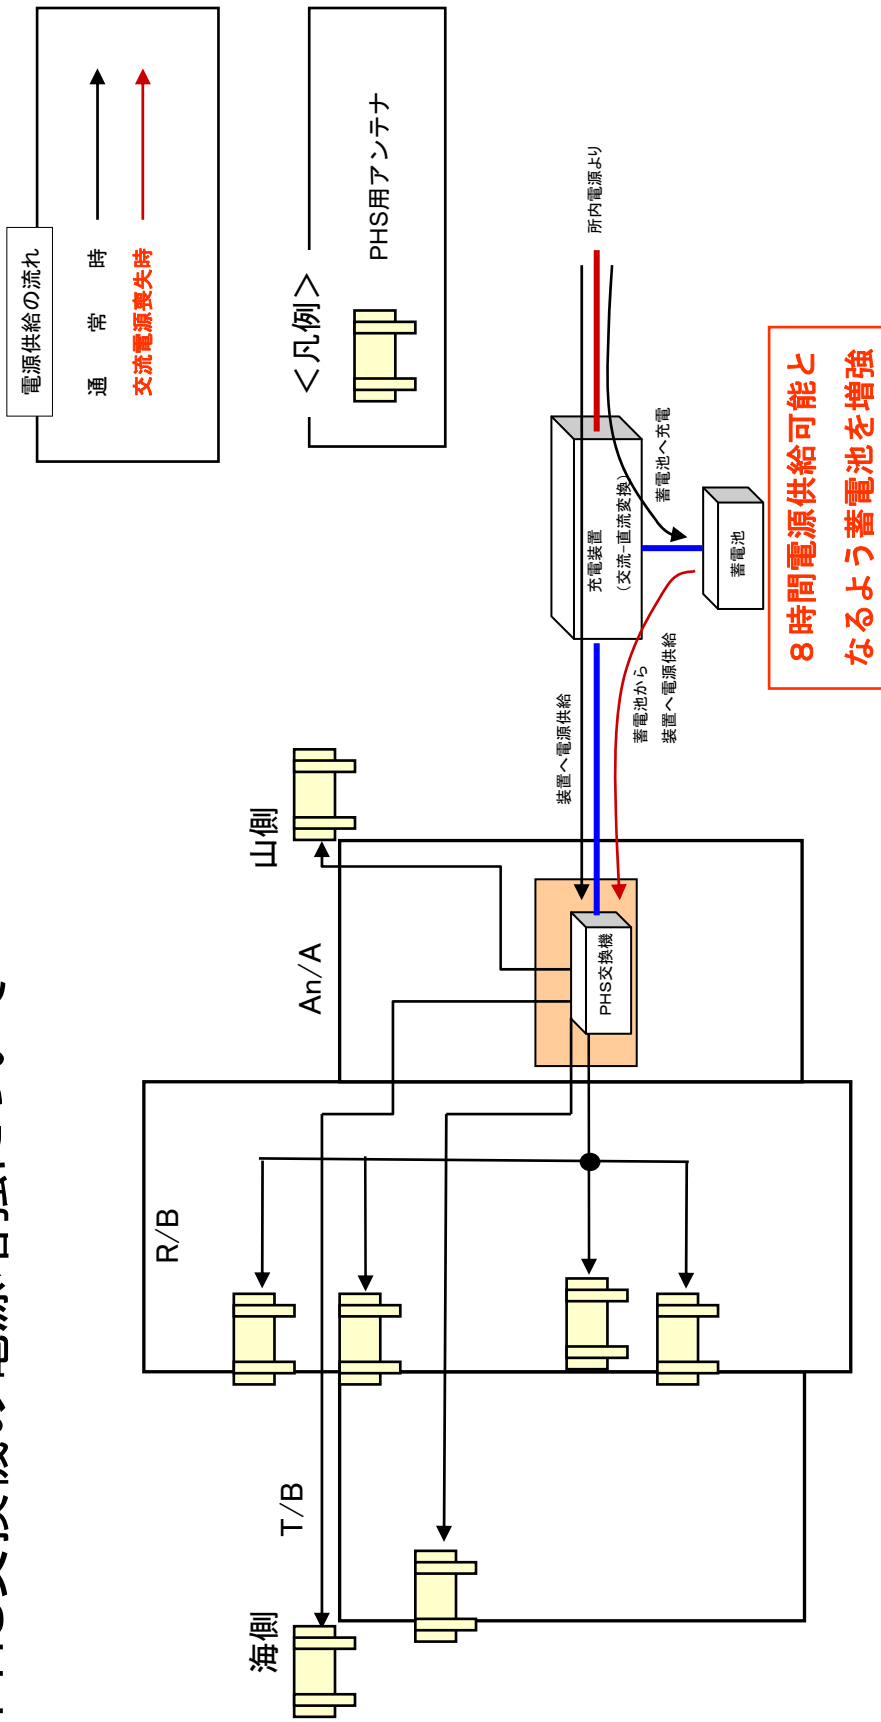 電源供給の流れ
通常時
交流電源喪失時
＜凡例＞
PHS用アンテナ
所内電源より
充電装置
（交流-直流変換）
蓄電池へ充電
蓄電池
８時間電源供給可能と
なるよう蓄電池を増強
装置へ電源供給
蓄電池から
装置へ電源供給
山側
An/A
PHS交換機
R/B
T/B
海側